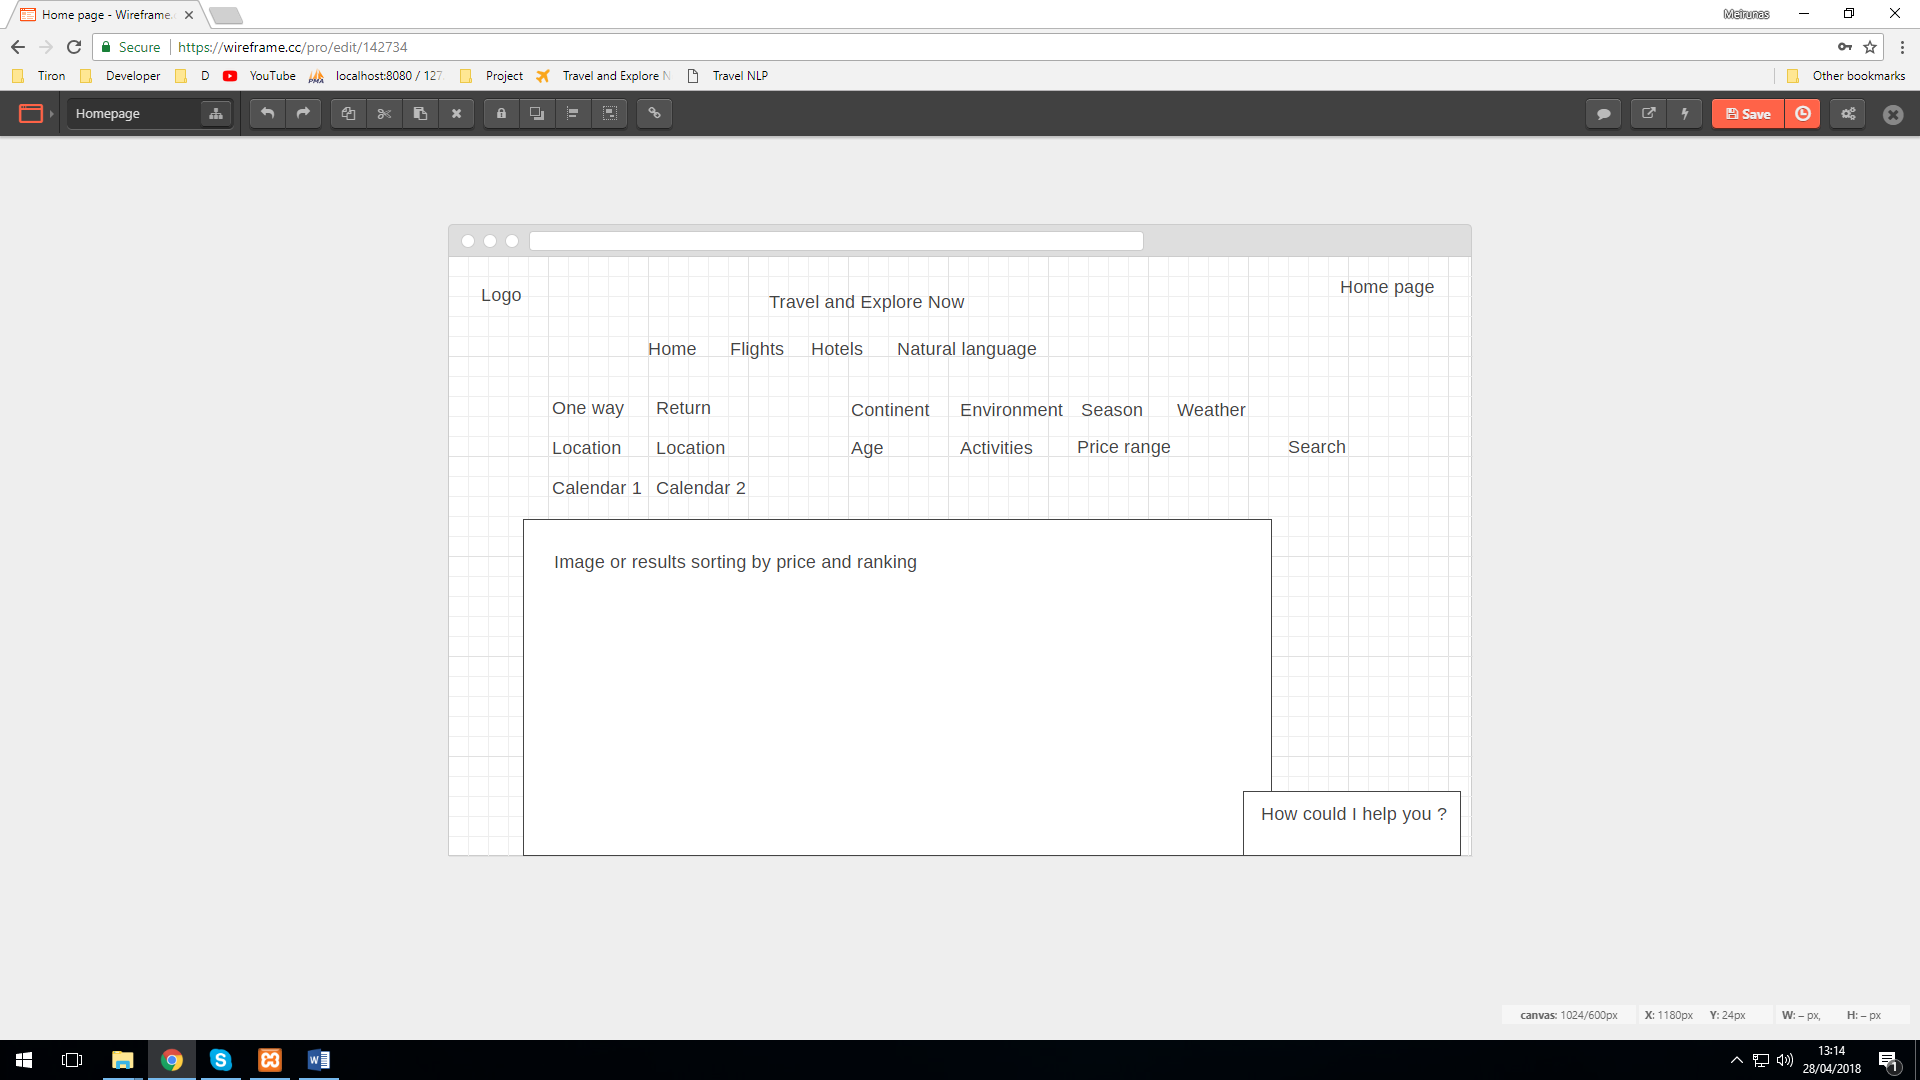 Home page - Wireframe.c
Meirunas
Secure https://wireframe.cc/pro/edit/142734
Tiron Developer D YouTube localhost:8080 / 127. Project Travel and Explore N Travel NLP Other bookmarks
Homepage Save
Logo Travel and Explore Now Home page
Home Flights Hotels Natural language
One way Return Continent Environment Season Weather
Location Location Age Activities Price range Search
Calendar 1 Calendar 2
Image or results sorting by price and ranking
How could I help you ?
canvas: 1024/600px X: 1180px Y: 24px W: – px, H: – px
13:14
28/04/2018
1